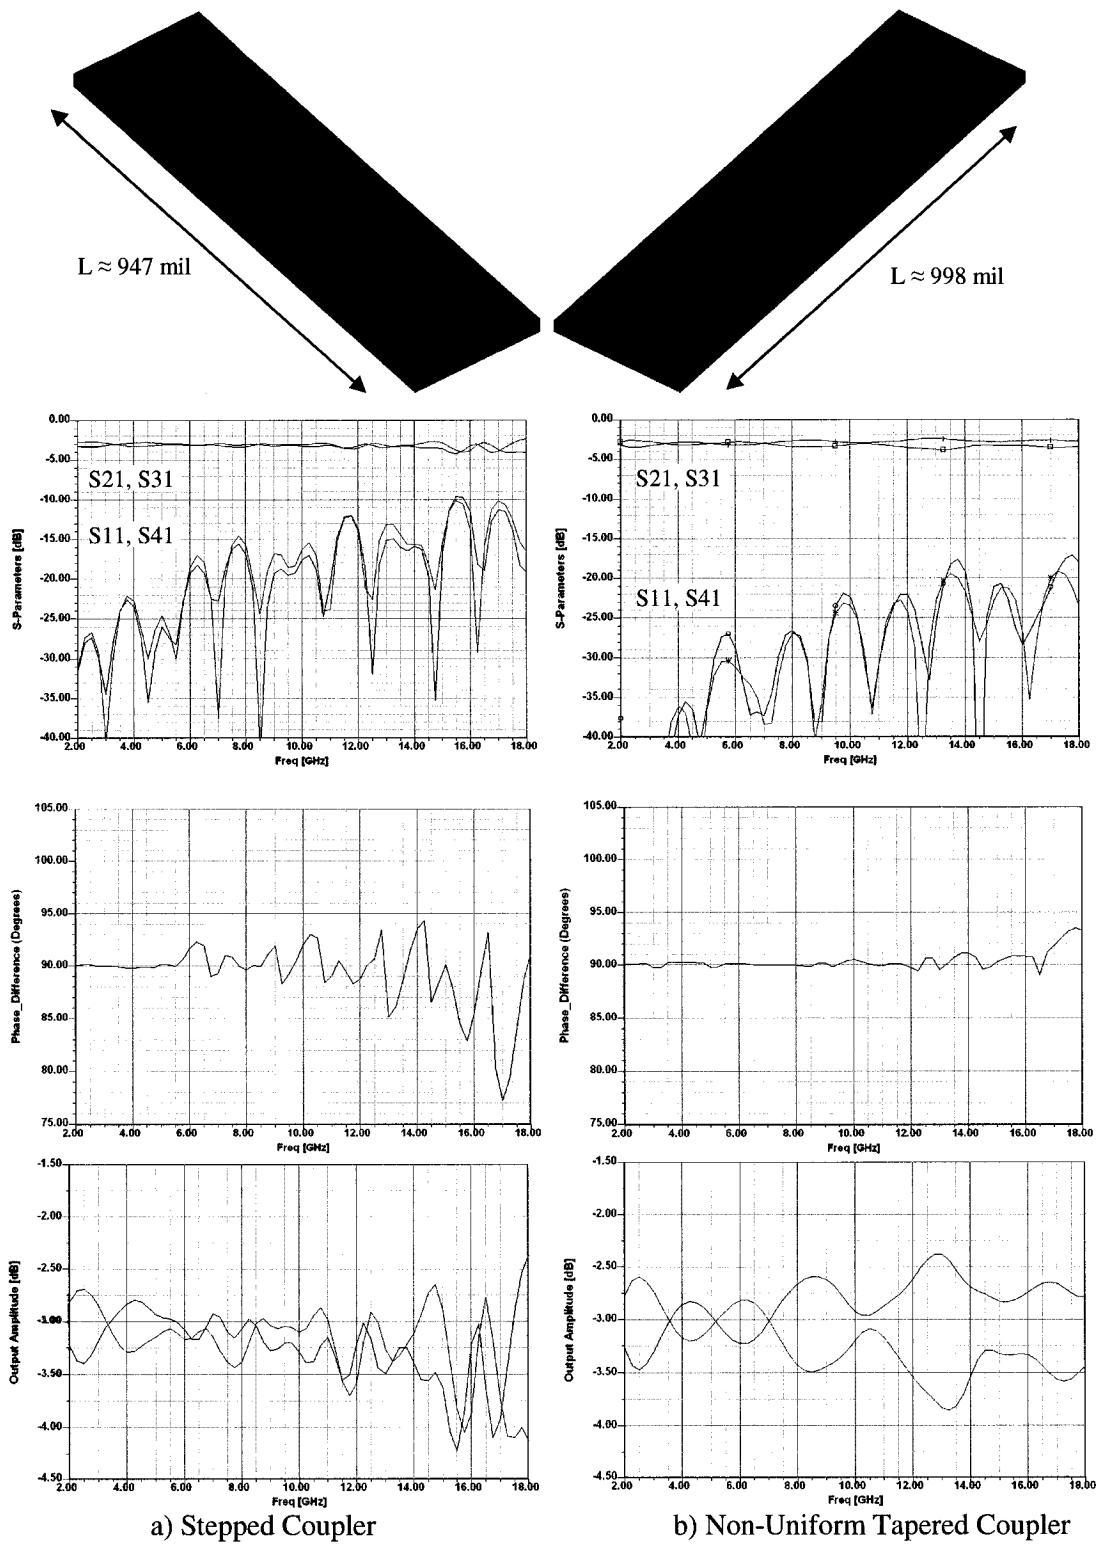 L ≈ 947 mil
L ≈ 998 mil
0.00
-5.00
-10.00
-15.00
-20.00
-25.00
-30.00
-35.00
-40.00
S-Parameters [dB]
S21, S31
S11, S41
2.00 4.00 6.00 8.00 10.00 12.00 14.00 16.00 18.00
Freq [GHz]
0.00
-5.00
-10.00
-15.00
-20.00
-25.00
-30.00
-35.00
-40.00
S-Parameters [dB]
S21, S31
S11, S41
2.00 4.00 6.00 8.00 10.00 12.00 14.00 16.00 18.00
Freq [GHz]
105.00
100.00
95.00
90.00
85.00
80.00
75.00
Phase_Difference (Degrees)
2.00 4.00 6.00 8.00 10.00 12.00 14.00 16.00 18.00
Freq [GHz]
105.00
100.00
95.00
90.00
85.00
80.00
75.00
Phase_Difference (Degrees)
2.00 4.00 6.00 8.00 10.00 12.00 14.00 16.00 18.00
Freq [GHz]
-1.50
-2.00
-2.50
-3.00
-3.50
-4.00
-4.50
Output Amplitude [dB]
2.00 4.00 6.00 8.00 10.00 12.00 14.00 16.00 18.00
Freq [GHz]
-1.50
-2.00
-2.50
-3.00
-3.50
-4.00
-4.50
Output Amplitude [dB]
2.00 4.00 6.00 8.00 10.00 12.00 14.00 16.00 18.00
Freq [GHz]
a) Stepped Coupler
b) Non-Uniform Tapered Coupler